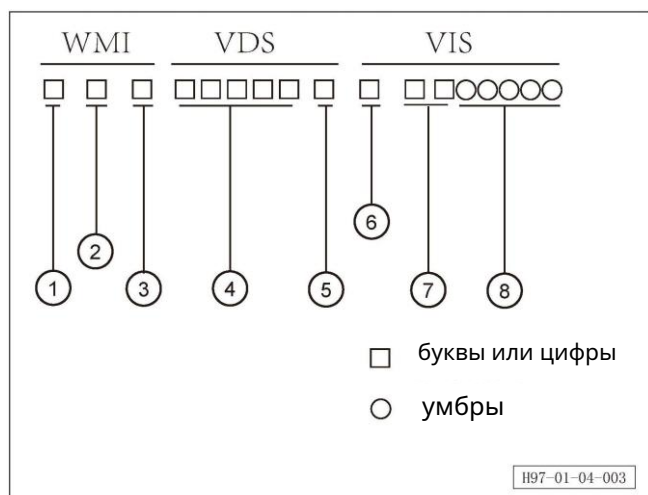 WMI VDS VIS
□ □ □ □□□□□ □ □ □ □○○○○○
6
2
1 3 4 5 7 8
□ буквы или цифры
○ умбры
H97-01-04-003